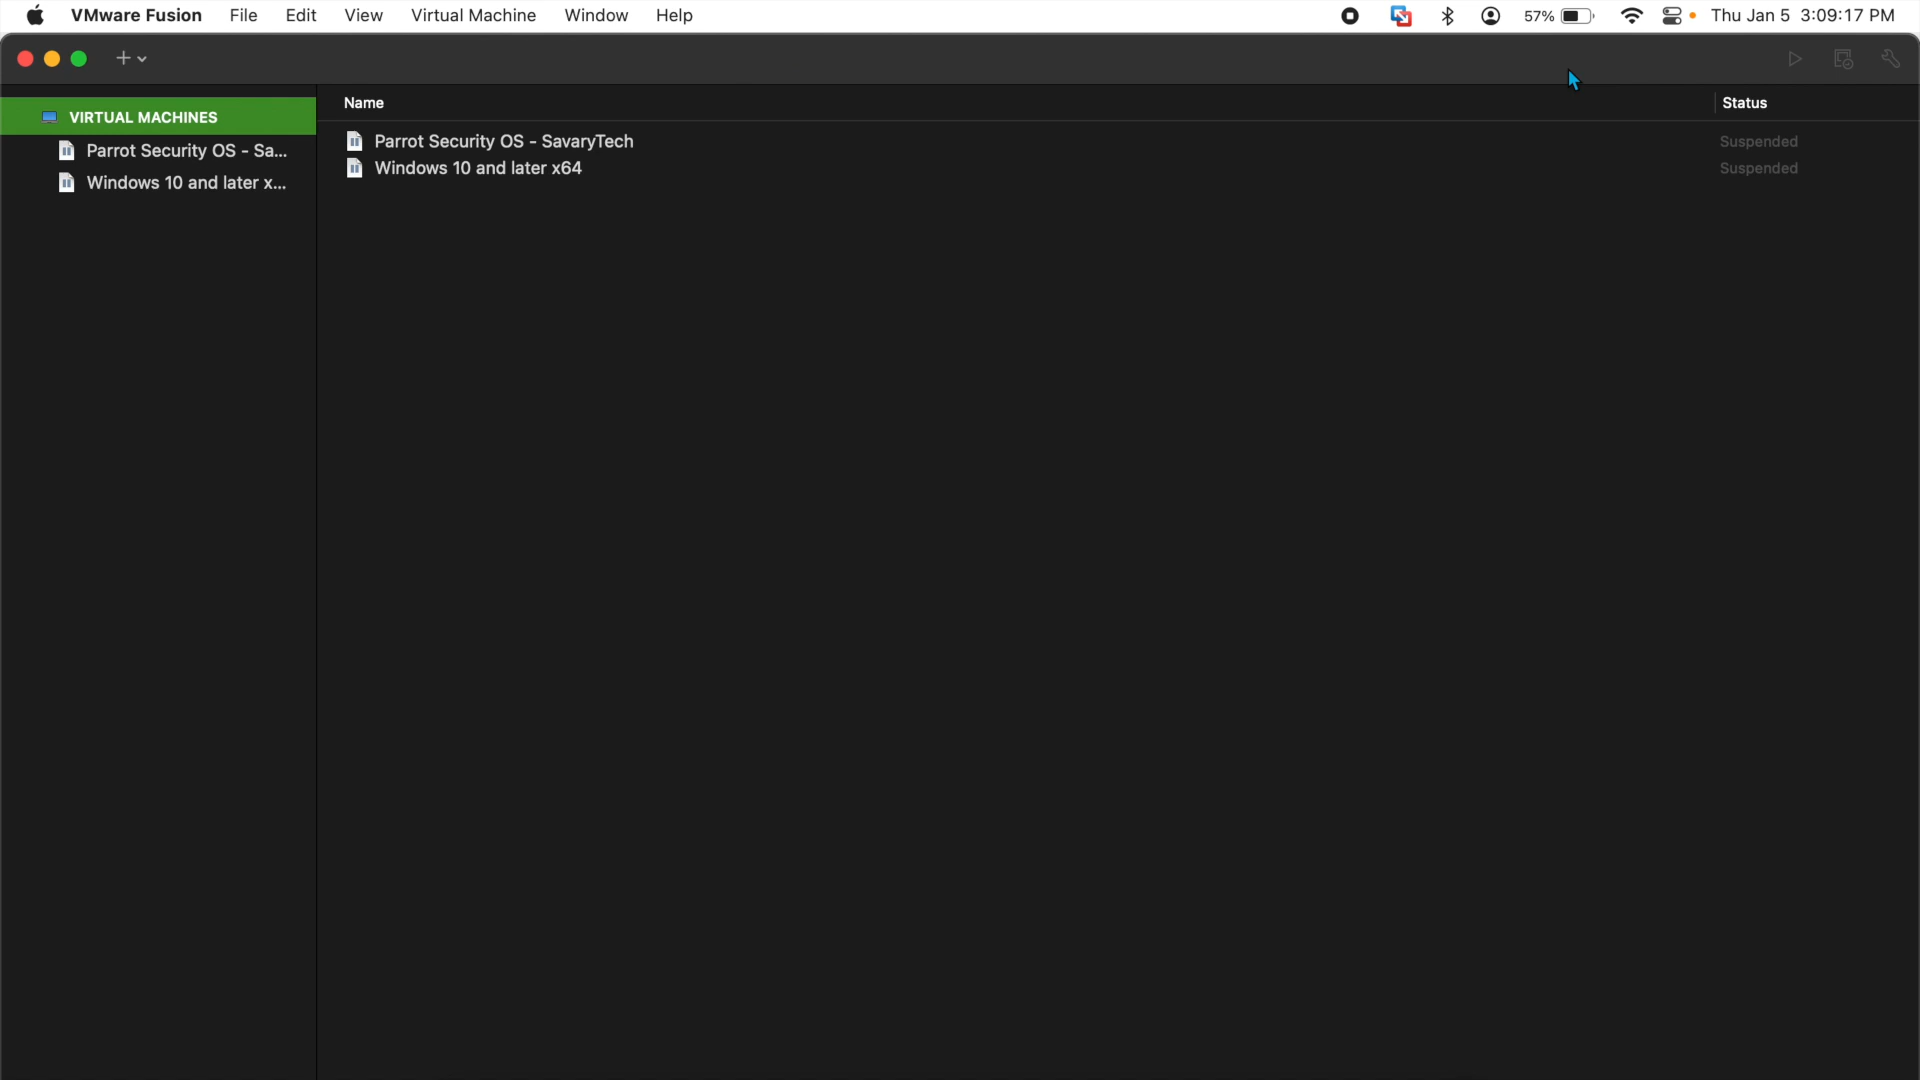 VMware Fusion File Edit View Virtual Machine Window Help 57% Thu Jan 5 3:09:17 PM
VIRTUAL MACHINES
Parrot Security OS - Sa...
Windows 10 and later x...
Name Status
Parrot Security OS - SavaryTech Suspended
Windows 10 and later x64 Suspended